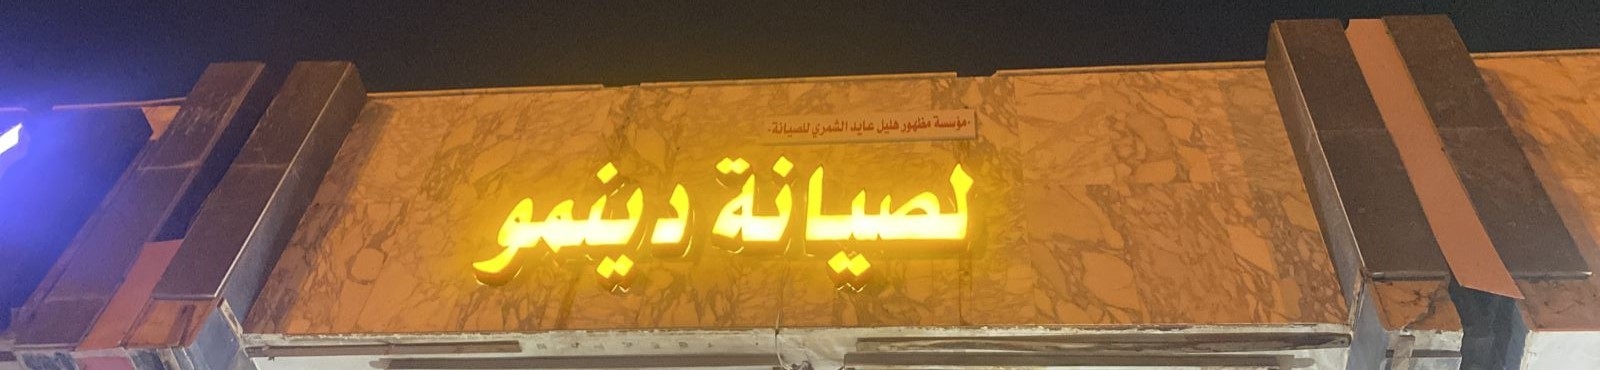 مؤسسة مظهور هليل عايد الشمري للصيانة
لصيانة دينمو